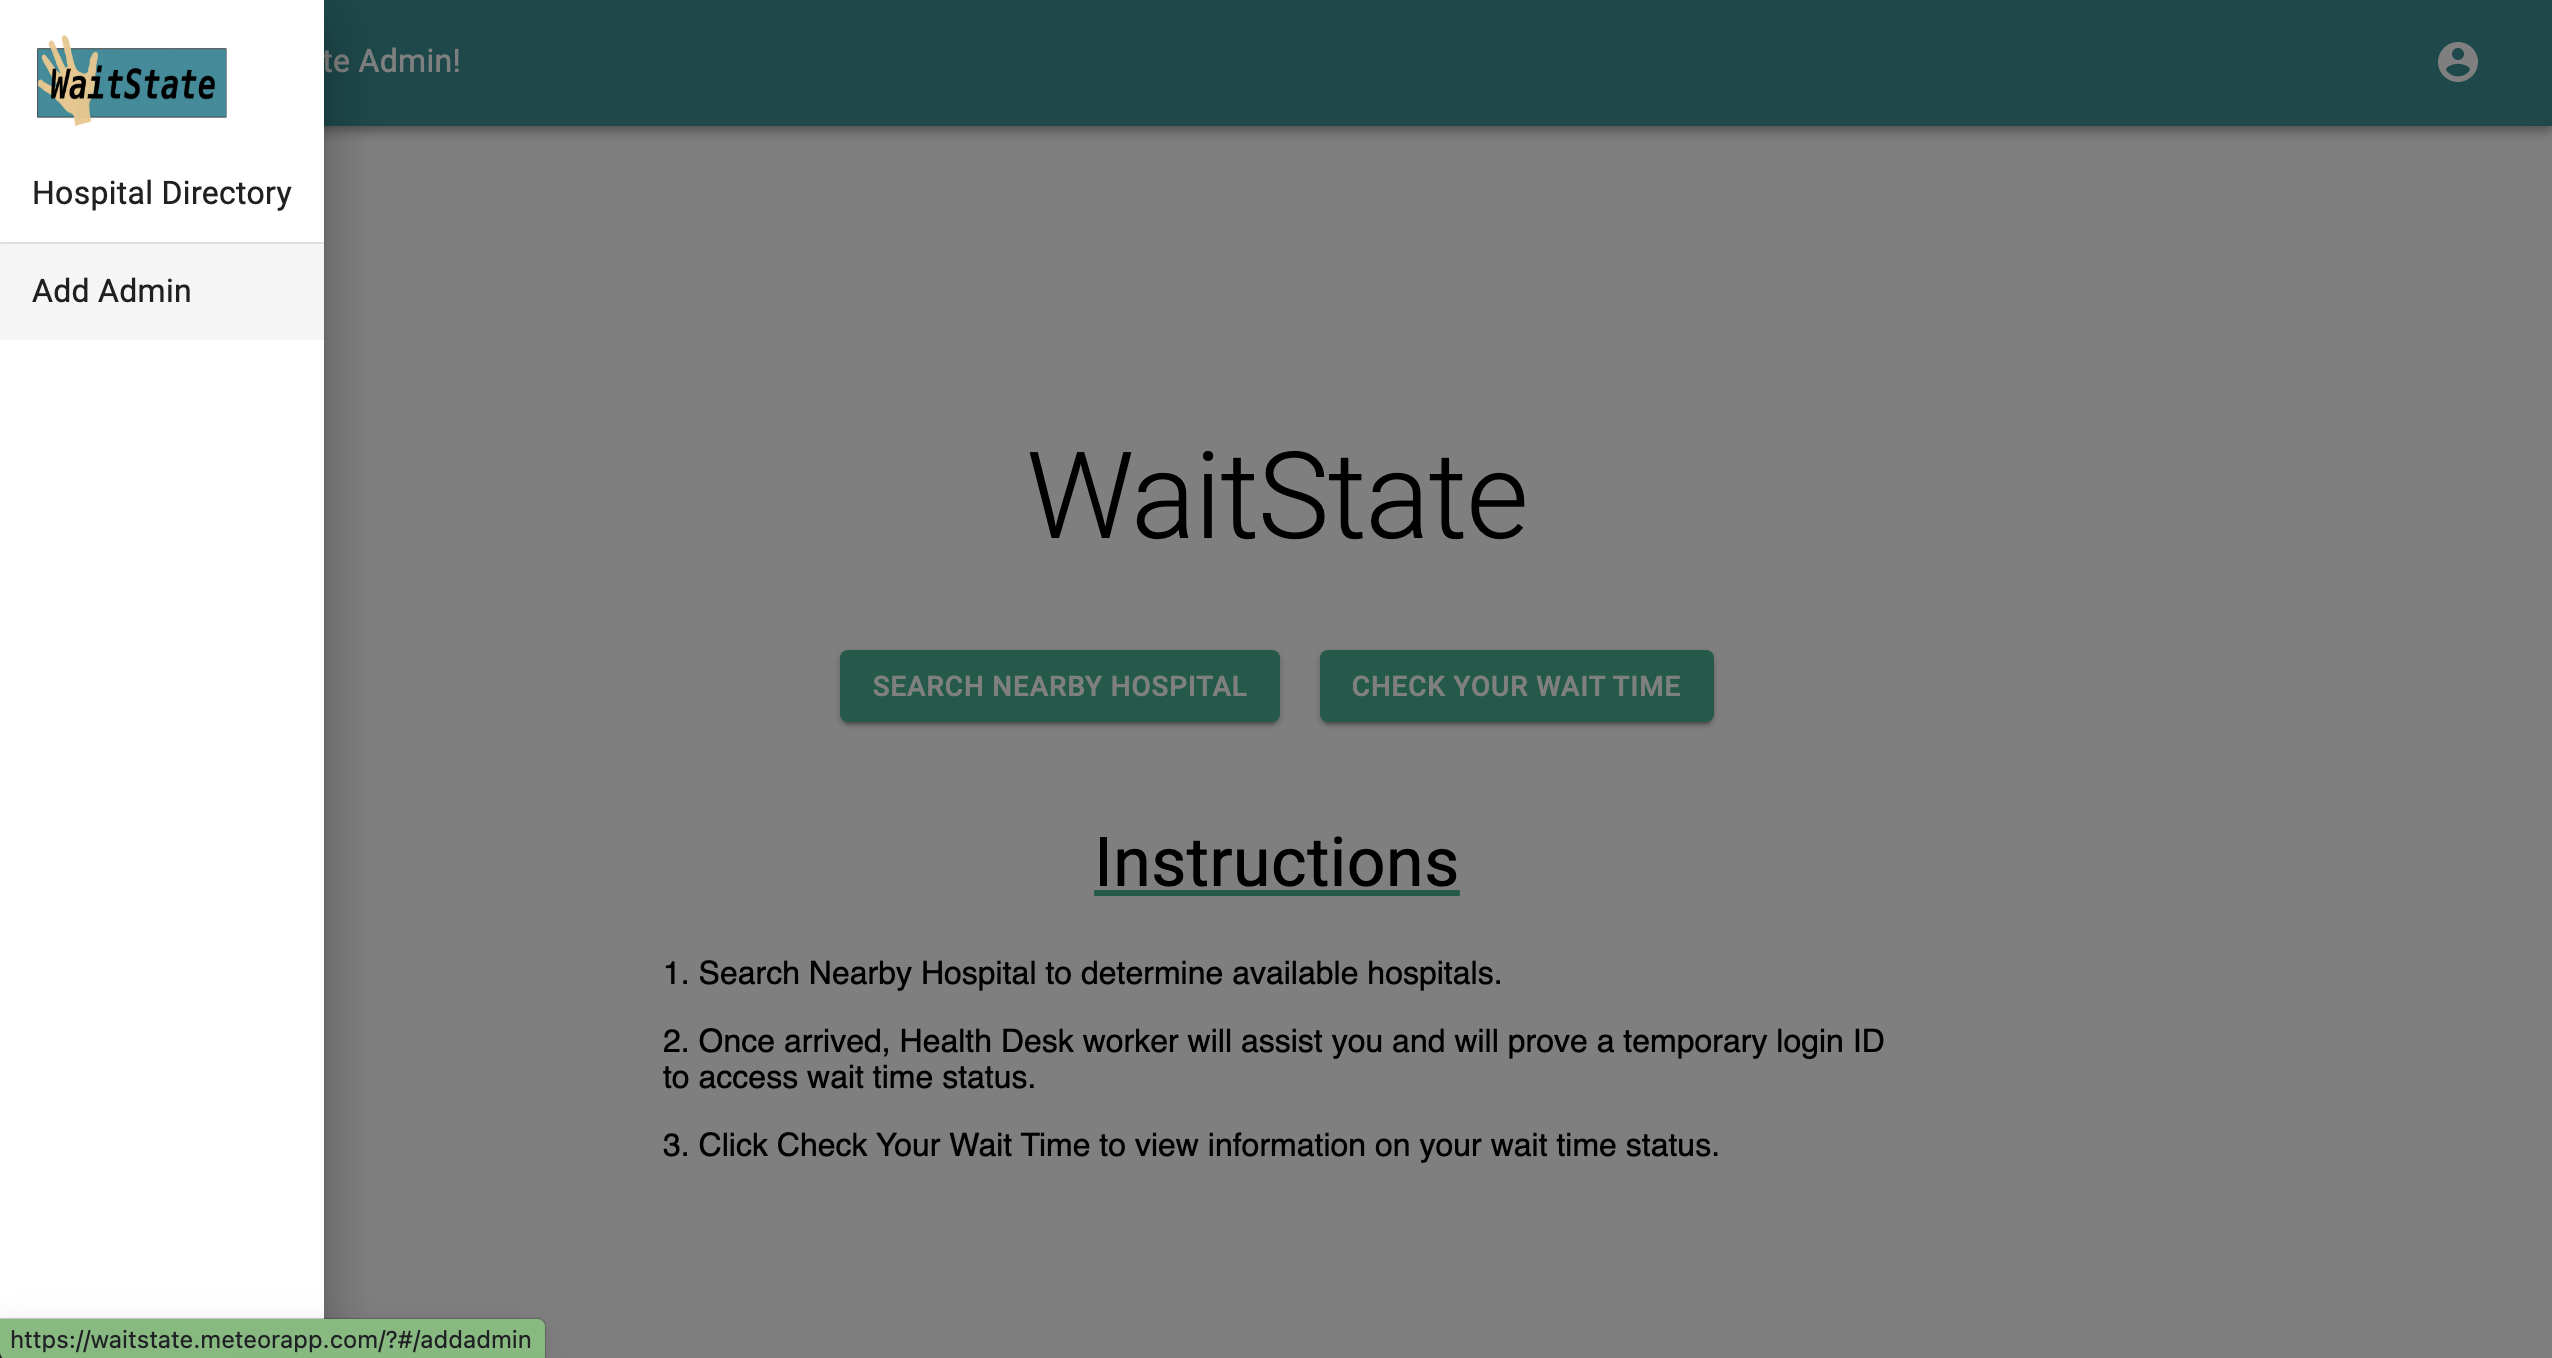 WaitState
te Admin!
Hospital Directory
Add Admin
WaitState
SEARCH NEARBY HOSPITAL
CHECK YOUR WAIT TIME
Instructions
1. Search Nearby Hospital to determine available hospitals.
2. Once arrived, Health Desk worker will assist you and will prove a temporary login ID
to access wait time status.
3. Click Check Your Wait Time to view information on your wait time status.
https://waitstate.meteorapp.com/?#/addadmin